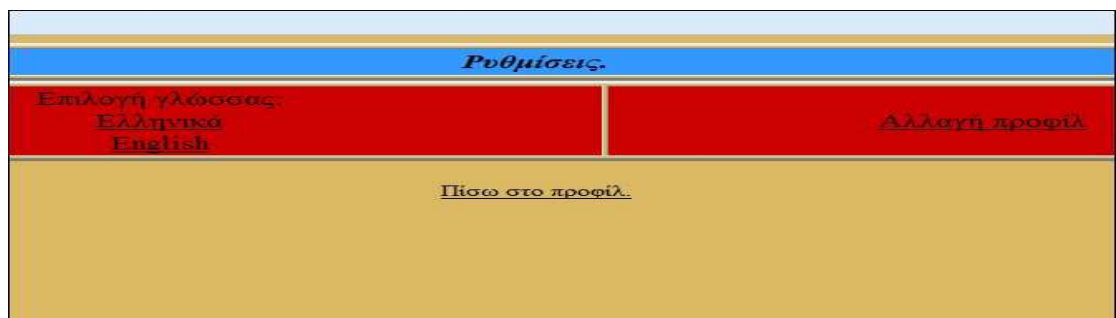 Ρυθμίσεις.
Επιλογή γλώσσας:
Ελληνικά
English
Αλλαγή προφίλ
Πίσω στο προφίλ.